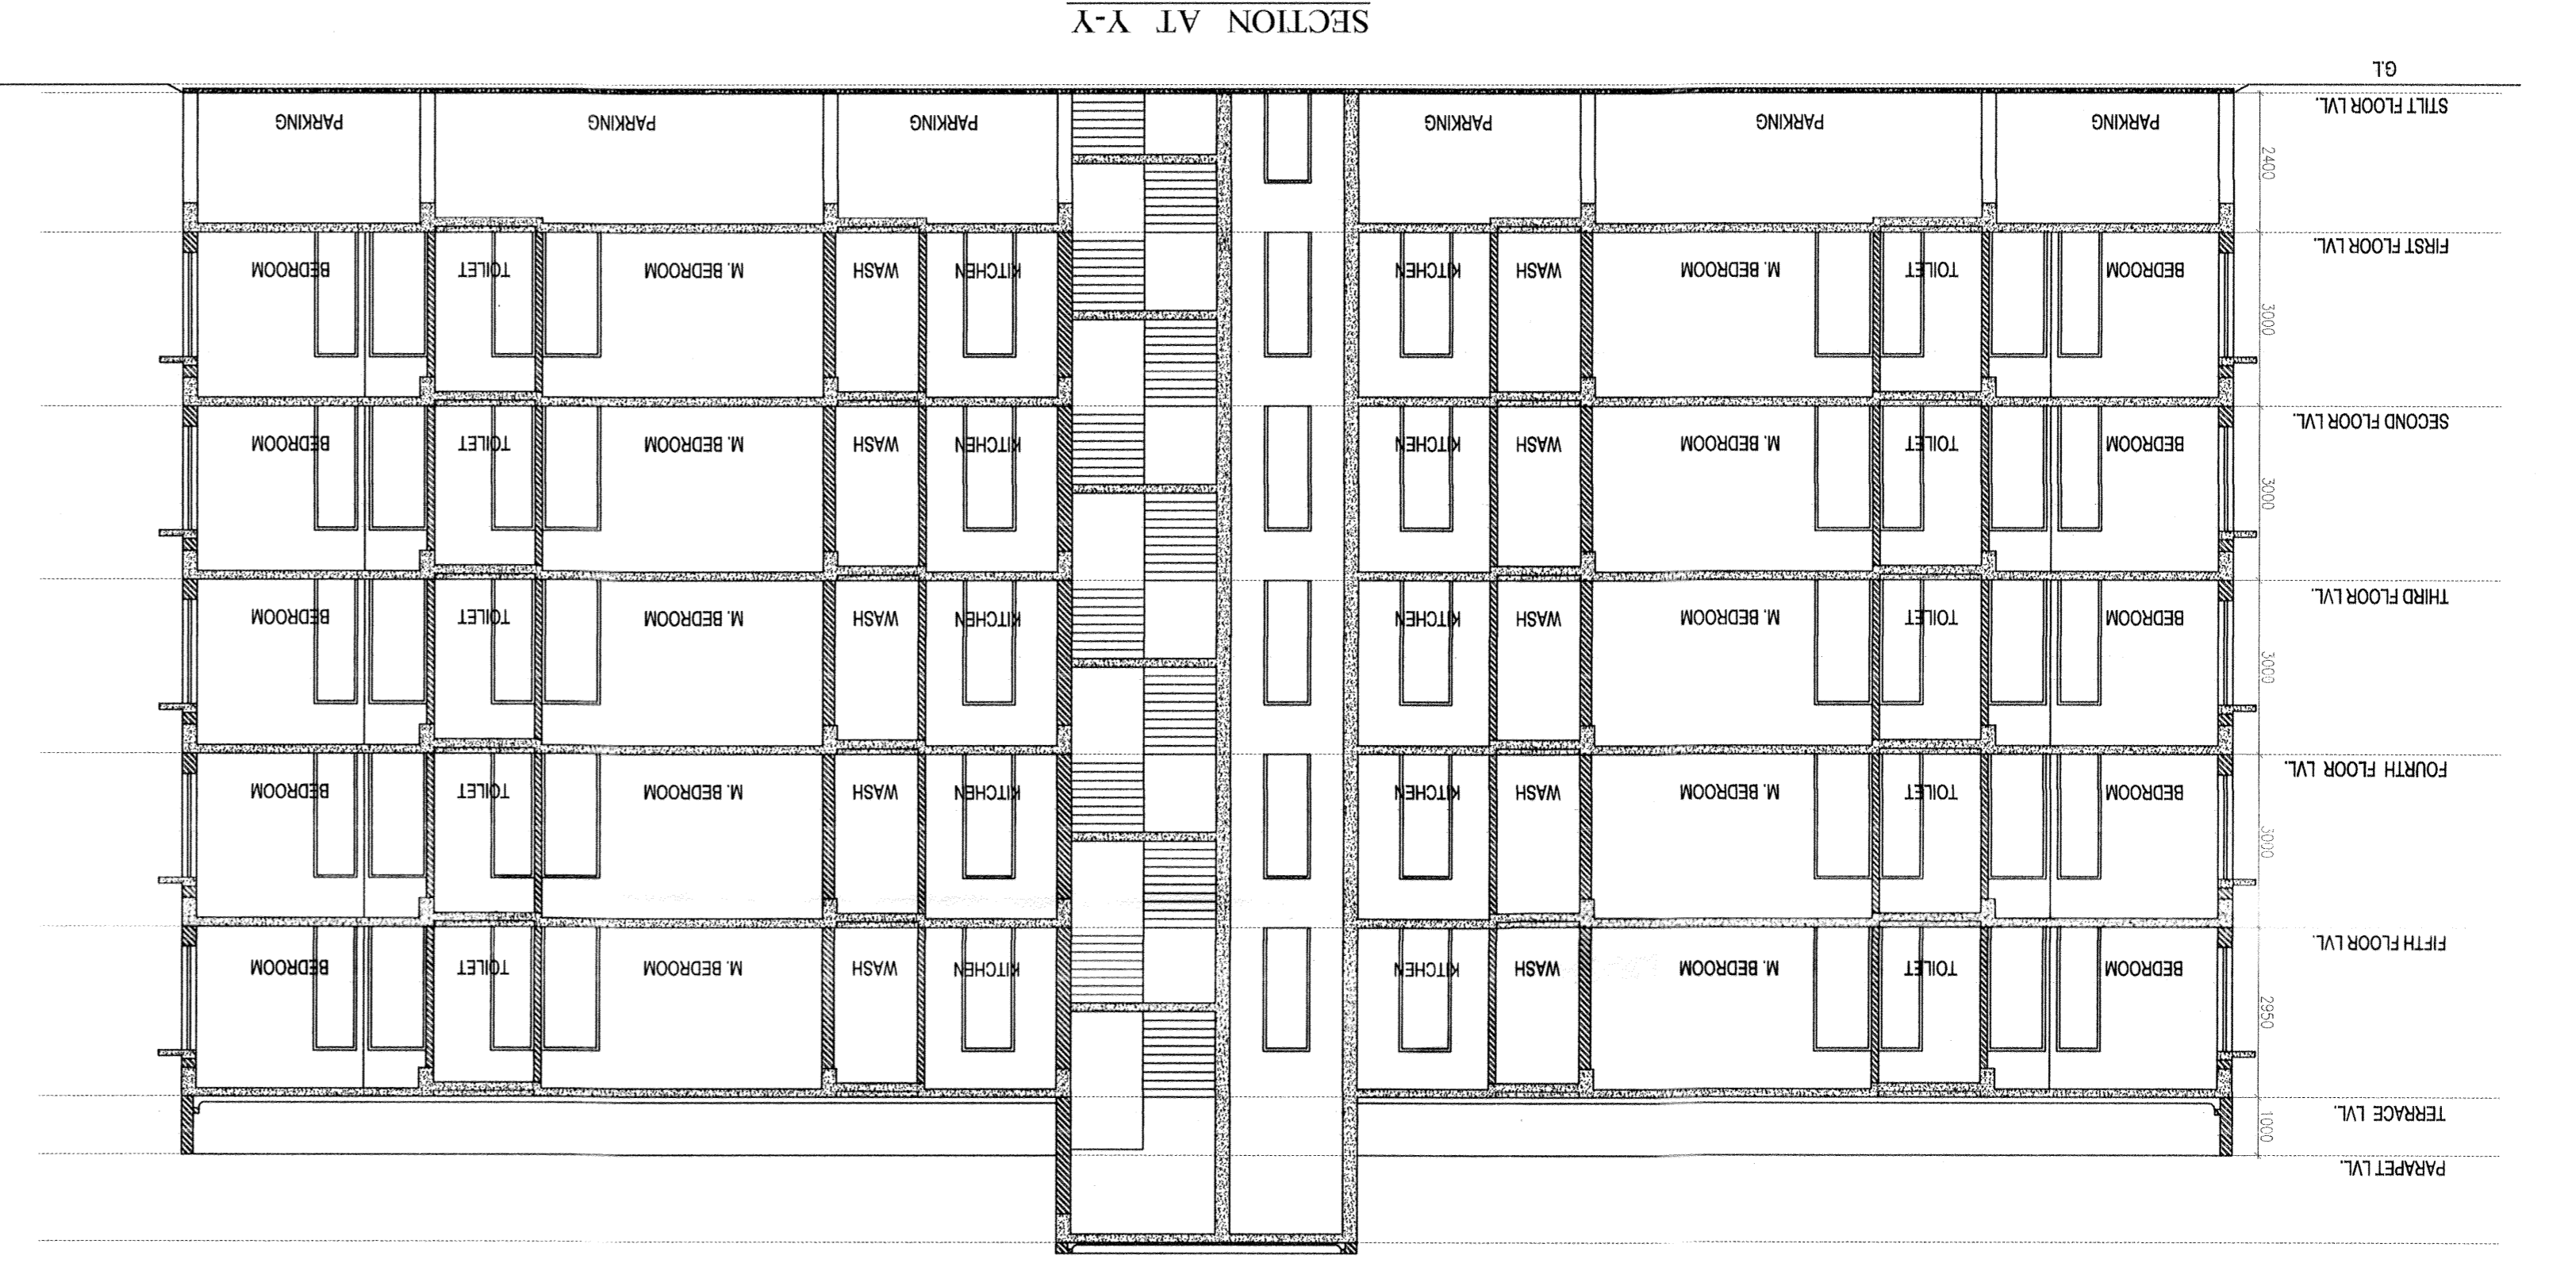 PARAPET LVL.
1000
TERRACE LVL.
2950
BEDROOM TOILET M. BEDROOM WASH KITCHEN KITCHEN WASH M. BEDROOM TOILET BEDROOM
FIFTH FLOOR LVL.
3000
BEDROOM TOILET M. BEDROOM WASH KITCHEN KITCHEN WASH M. BEDROOM TOILET BEDROOM
FOURTH FLOOR LVL.
3000
BEDROOM TOILET M. BEDROOM WASH KITCHEN KITCHEN WASH M. BEDROOM TOILET BEDROOM
THIRD FLOOR LVL.
3000
BEDROOM TOILET M. BEDROOM WASH KITCHEN KITCHEN WASH M. BEDROOM TOILET BEDROOM
SECOND FLOOR LVL.
3000
BEDROOM TOILET M. BEDROOM WASH KITCHEN KITCHEN WASH M. BEDROOM TOILET BEDROOM
FIRST FLOOR LVL.
2400
PARKING PARKING PARKING PARKING PARKING PARKING
STILT FLOOR LVL.
G.L
SECTION AT Y-Y